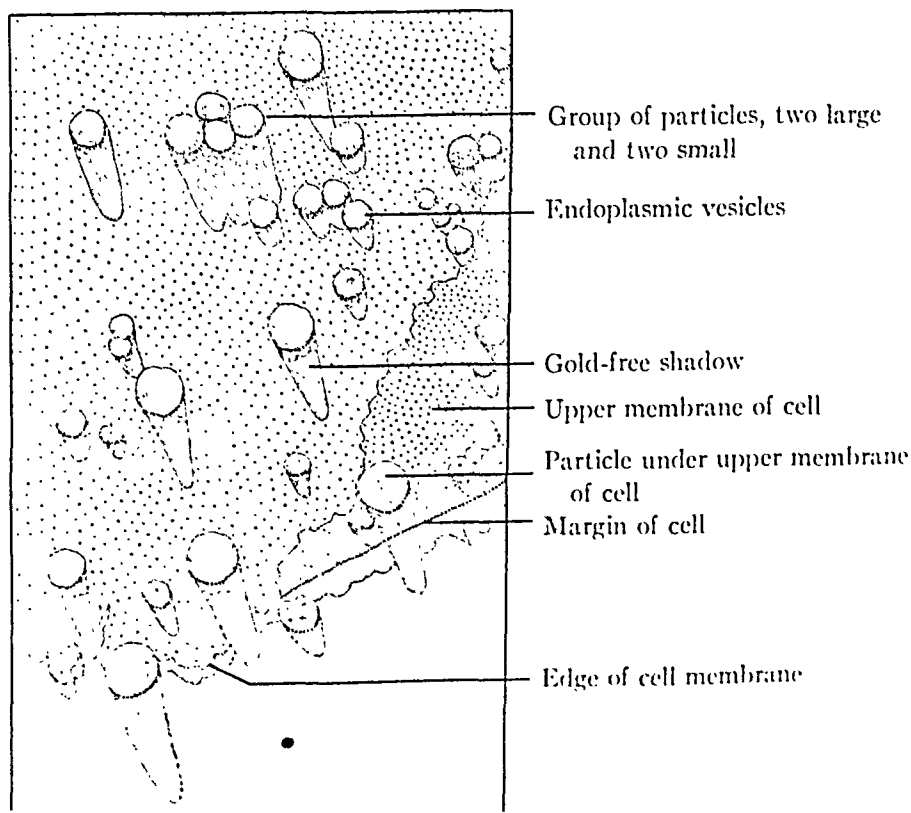 Group of particles, two large
and two small
Endoplasmic vesicles
Gold-free shadow
Upper membrane of cell
Particle under upper membrane
of cell
Margin of cell
Edge of cell membrane